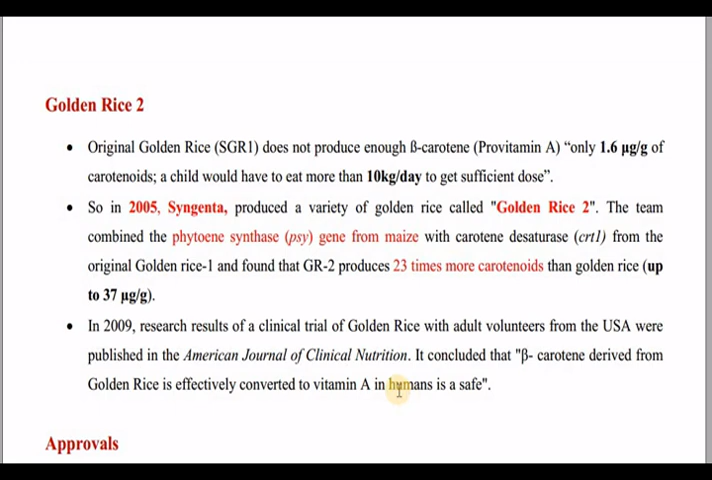 Golden Rice 2
• Original Golden Rice (SGR1) does not produce enough ß-carotene (Provitamin A) “only 1.6 µg/g of
carotenoids; a child would have to eat more than 10kg/day to get sufficient dose”.
• So in 2005, Syngenta, produced a variety of golden rice called "Golden Rice 2". The team
combined the phytoene synthase (psy) gene from maize with carotene desaturase (crt1) from the
original Golden rice-1 and found that GR-2 produces 23 times more carotenoids than golden rice (up
to 37 µg/g).
• In 2009, research results of a clinical trial of Golden Rice with adult volunteers from the USA were
published in the American Journal of Clinical Nutrition. It concluded that "β- carotene derived from
Golden Rice is effectively converted to vitamin A in humans is a safe".
Approvals